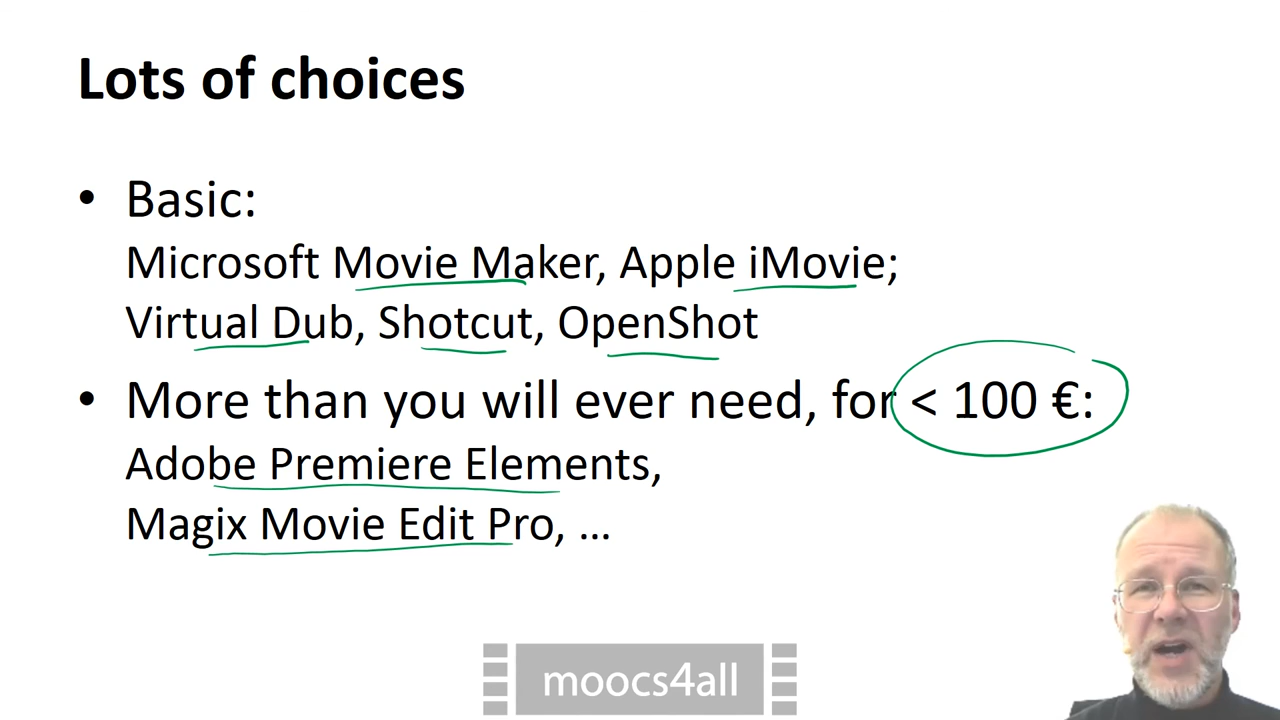 Lots of choices
• Basic:
Microsoft Movie Maker, Apple iMovie;
Virtual Dub, Shotcut, OpenShot
• More than you will ever need, for < 100 €:
Adobe Premiere Elements,
Magix Movie Edit Pro, ...
moocs4all